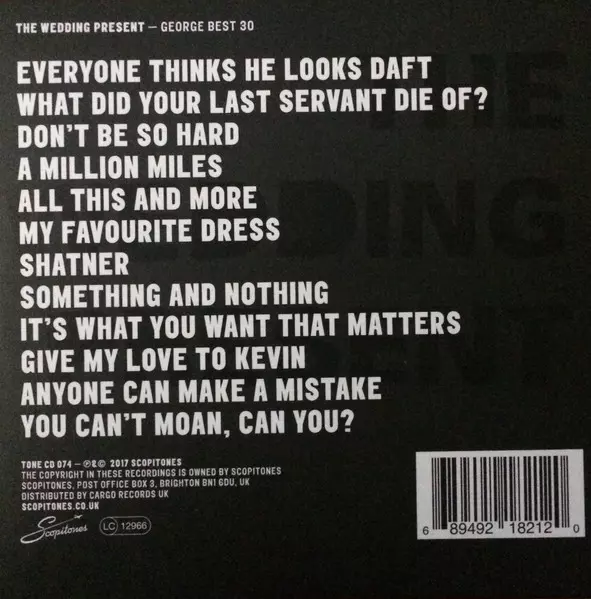 THE WEDDING PRESENT – GEORGE BEST 30
EVERYONE THINKS HE LOOKS DAFT
WHAT DID YOUR LAST SERVANT DIE OF?
DON'T BE SO HARD
A MILLION MILES
ALL THIS AND MORE
MY FAVOURITE DRESS
SHATNER
SOMETHING AND NOTHING
IT'S WHAT YOU WANT THAT MATTERS
GIVE MY LOVE TO KEVIN
ANYONE CAN MAKE A MISTAKE
YOU CAN'T MOAN, CAN YOU?
TONE CD 074 – ℗&© 2017 SCOPITONES
THE COPYRIGHT IN THESE RECORDINGS IS OWNED BY SCOPITONES
SCOPITONES, POST OFFICE BOX 3, BRIGHTON BN1 6DU, UK
DISTRIBUTED BY CARGO RECORDS UK
SCOPITONES.CO.UK
Scopitones LC 12966
6 89492 18212 0